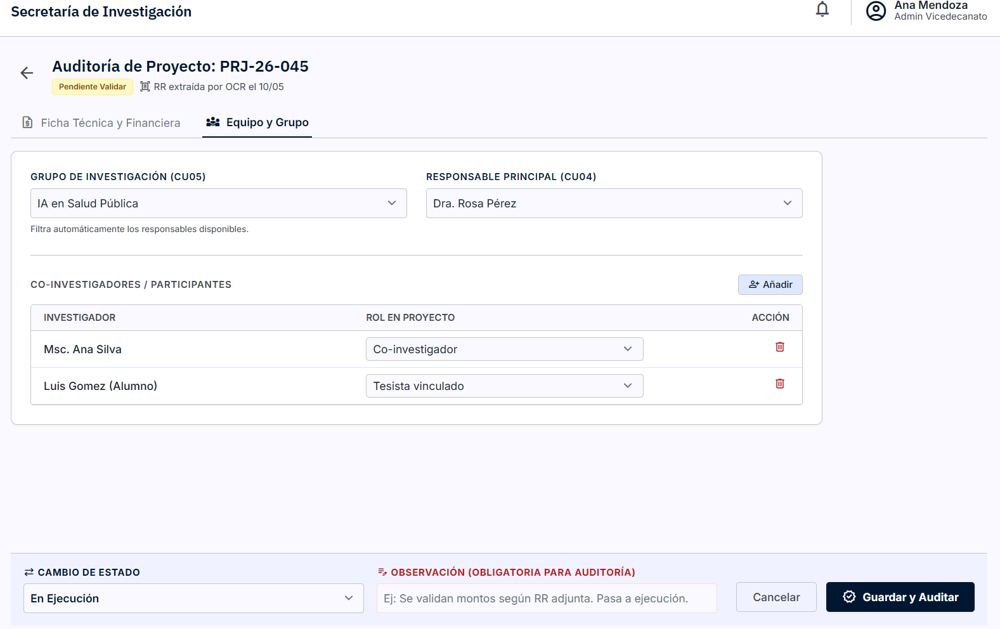 Secretaría de Investigación
Ana Mendoza
Admin Vicedecanato
Auditoría de Proyecto: PRJ-26-045
Pendiente Validar
RR extraída por OCR el 10/05
Ficha Técnica y Financiera
Equipo y Grupo
GRUPO DE INVESTIGACIÓN (CU05)
RESPONSABLE PRINCIPAL (CU04)
IA en Salud Pública
Dra. Rosa Pérez
Filtra automáticamente los responsables disponibles.
CO-INVESTIGADORES / PARTICIPANTES
Añadir
INVESTIGADOR
ROL EN PROYECTO
ACCIÓN
Msc. Ana Silva
Co-investigador
Luis Gomez (Alumno)
Tesista vinculado
CAMBIO DE ESTADO
OBSERVACIÓN (OBLIGATORIA PARA AUDITORÍA)
En Ejecución
Ej: Se validan montos según RR adjunta. Pasa a ejecución.
Cancelar
Guardar y Auditar